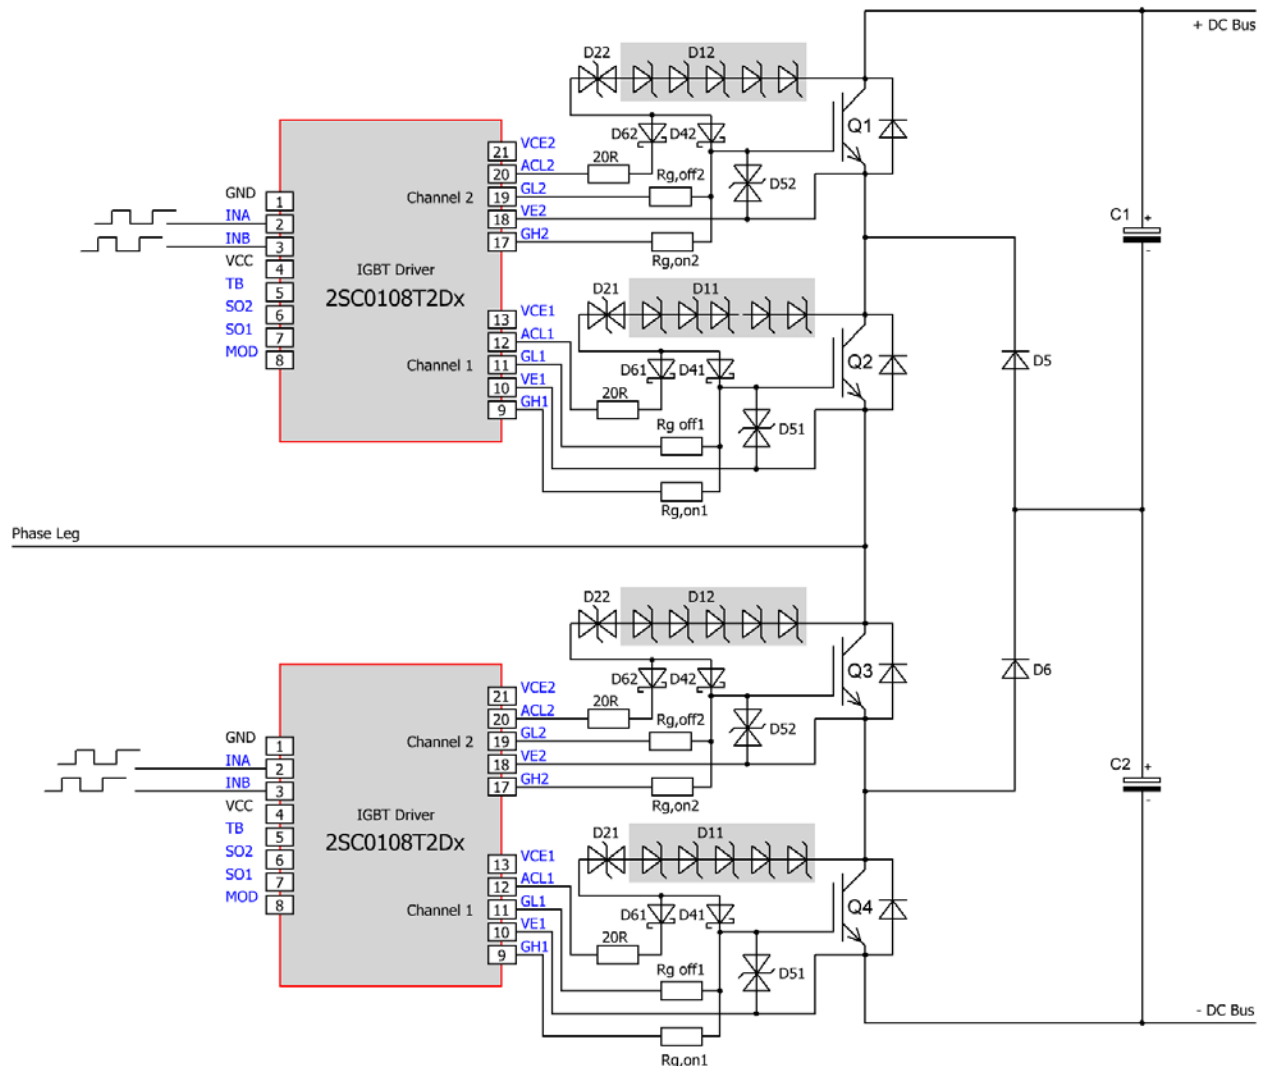 + DC Bus
D22
D12
D62
D42
Q1
21 VCE2
20R
20 ACL2
D52
GND 1
Channel 2
19 GL2
Rg,off2
INA 2
18 VE2
C1
+
-
INB 3
17 GH2
Rg,on2
VCC 4
IGBT Driver
2SC0108T2Dx
TB 5
D21
D11
SO2 6
13 VCE1
SO1 7
12 ACL1
MOD 8
Channel 1
11 GL1
D61
D41
Q2
D5
10 VE1
20R
9 GH1
Rg off1
D51
Rg,on1
Phase Leg
D22
D12
D62
D42
Q3
D6
21 VCE2
20R
20 ACL2
D52
GND 1
Channel 2
19 GL2
Rg,off2
INA 2
18 VE2
C2
+
-
INB 3
17 GH2
Rg,on2
VCC 4
IGBT Driver
2SC0108T2Dx
TB 5
D21
D11
SO2 6
13 VCE1
SO1 7
12 ACL1
MOD 8
Channel 1
11 GL1
D61
D41
Q4
10 VE1
20R
9 GH1
Rg off1
D51
- DC Bus
Rg,on1